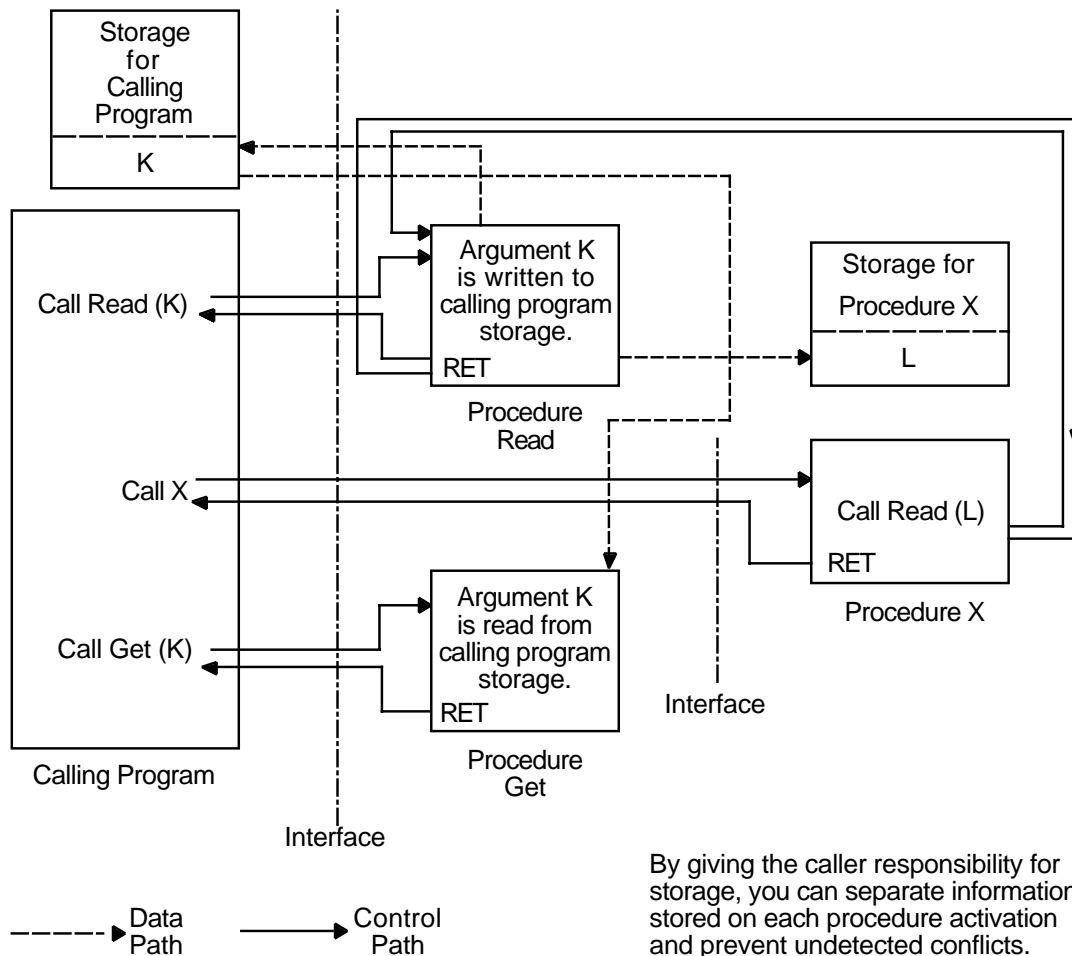 Storage
for
Calling
Program
K
Call Read (K)
Call X
Call Get (K)
Calling Program
Interface
Argument K
is written to
calling program
storage.
RET
Procedure
Read
Storage for
Procedure X
L
Call Read (L)
RET
Procedure X
Interface
Argument K
is read from
calling program
storage.
RET
Procedure
Get
Data
Path
Control
Path
By giving the caller responsibility for
storage, you can separate information
stored on each procedure activation
and prevent undetected conflicts.